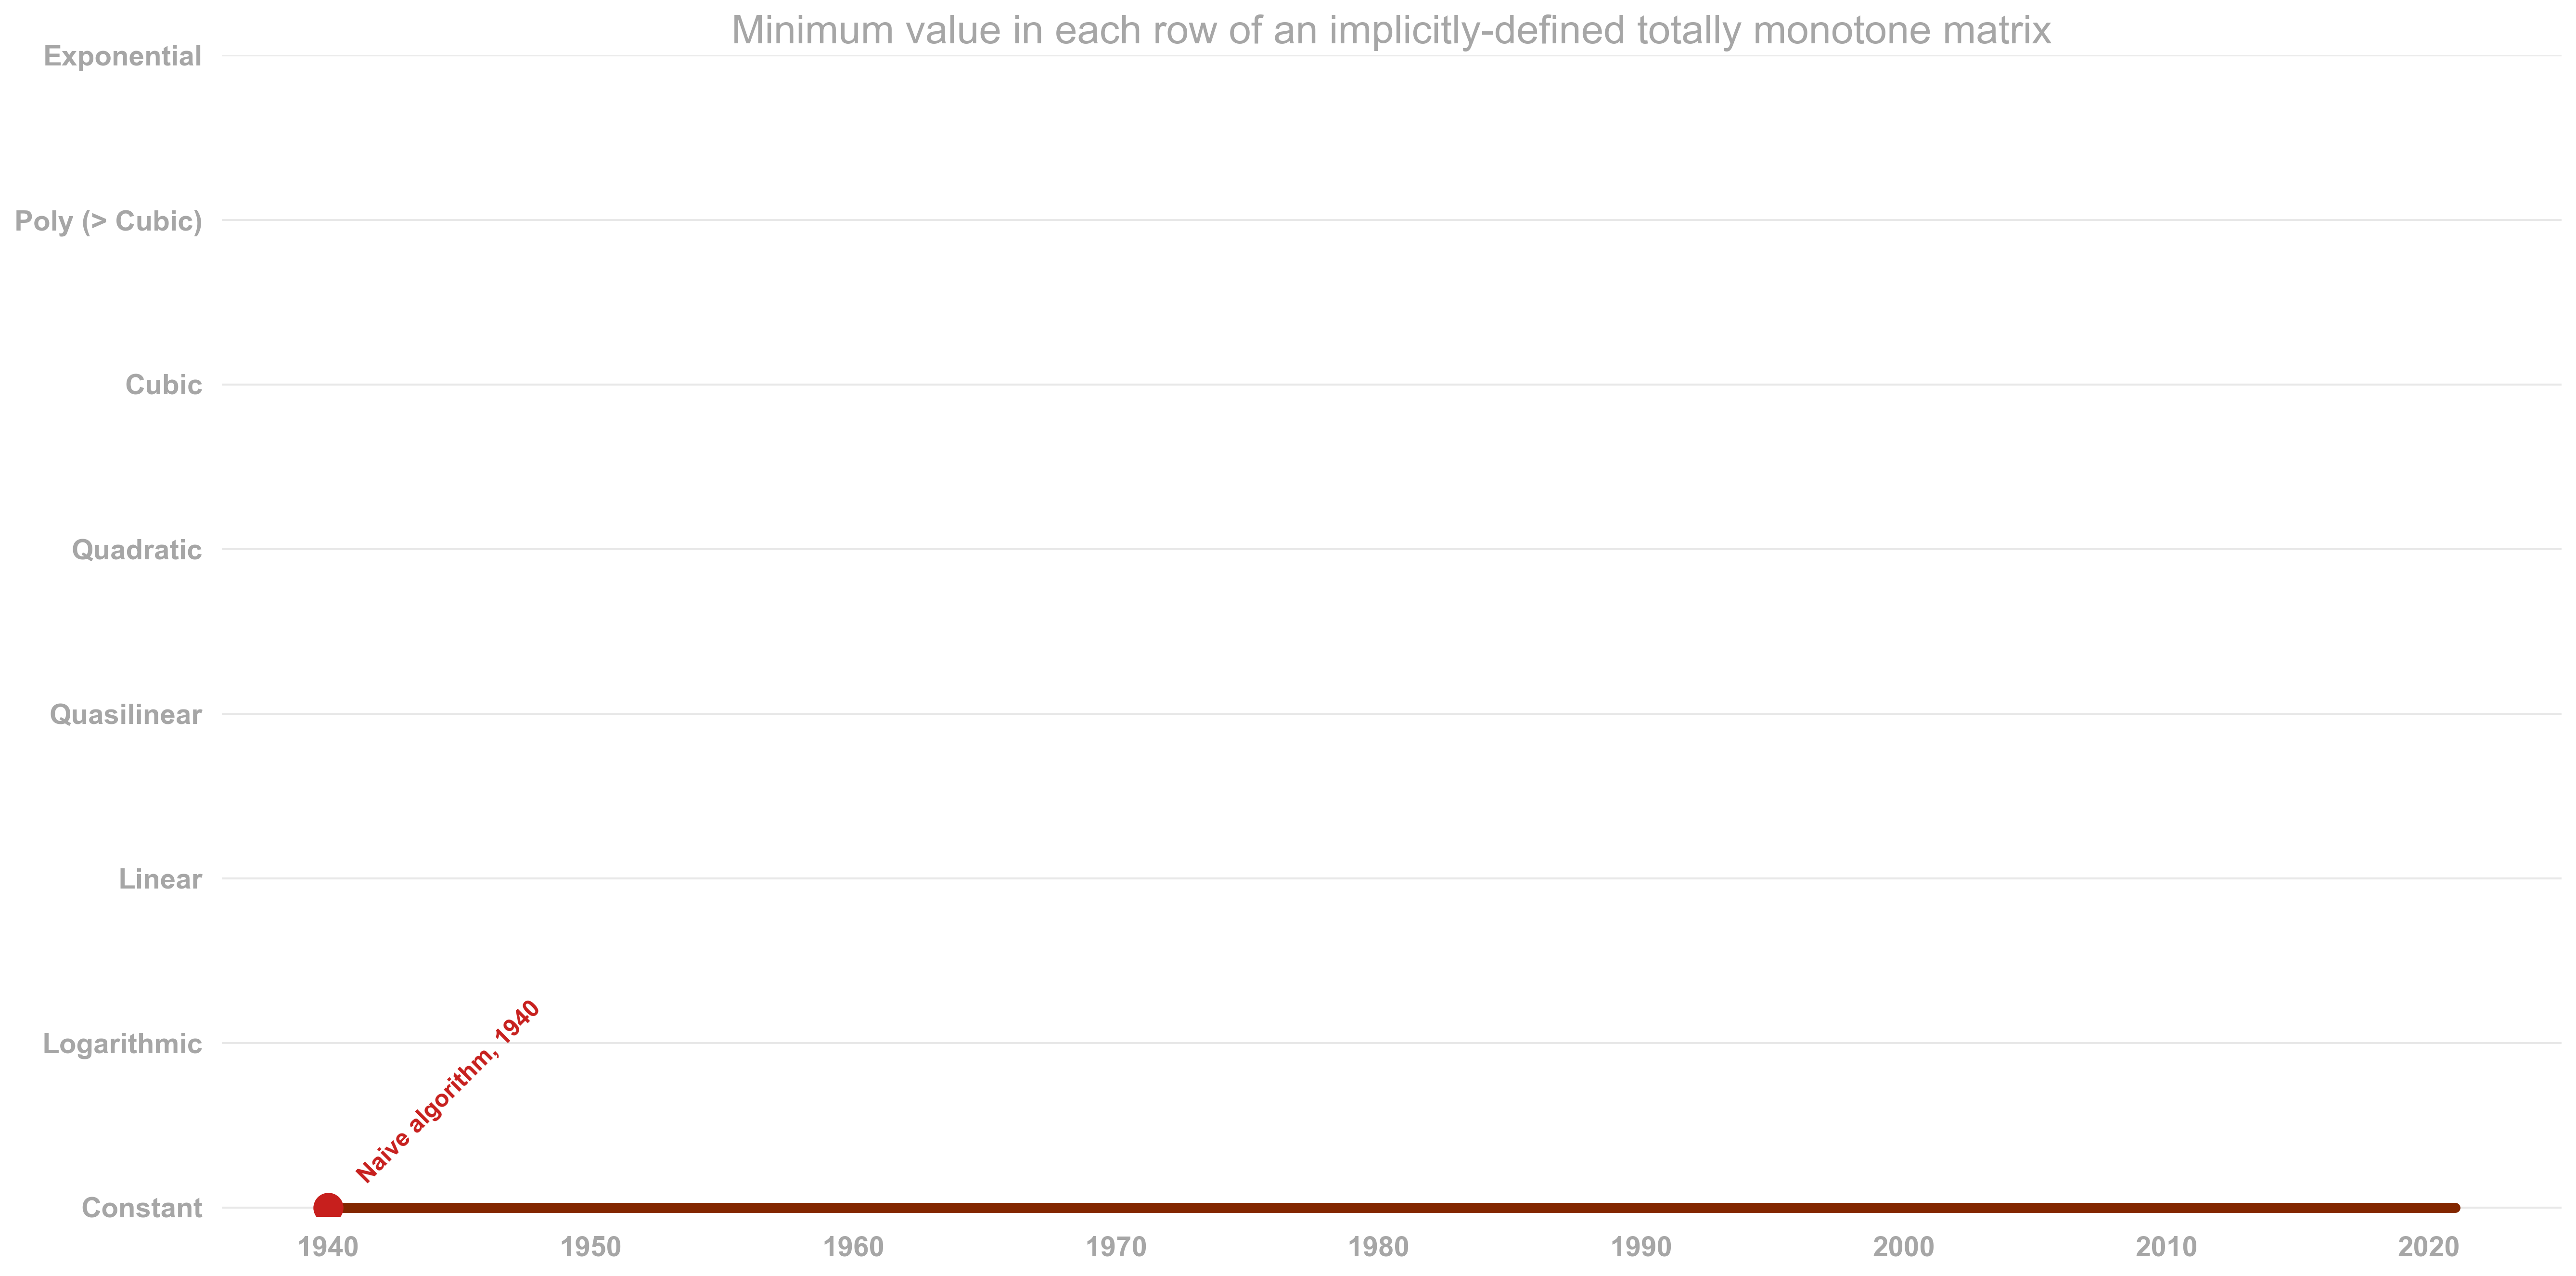 Minimum value in each row of an implicitly-defined totally monotone matrix
Exponential
Poly (> Cubic)
Cubic
Quadratic
Quasilinear
Linear
Logarithmic
Constant
Naive algorithm, 1940
1940 1950 1960 1970 1980 1990 2000 2010 2020